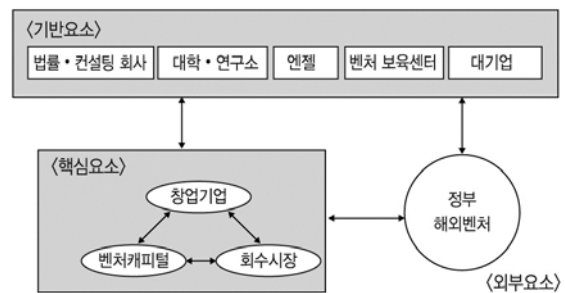 〈기반요소〉
법률·컨설팅 회사
대학·연구소
엔젤
벤처 보육센터
대기업
〈핵심요소〉
창업기업
벤처캐피털
회수시장
정부
해외벤처
〈외부요소〉